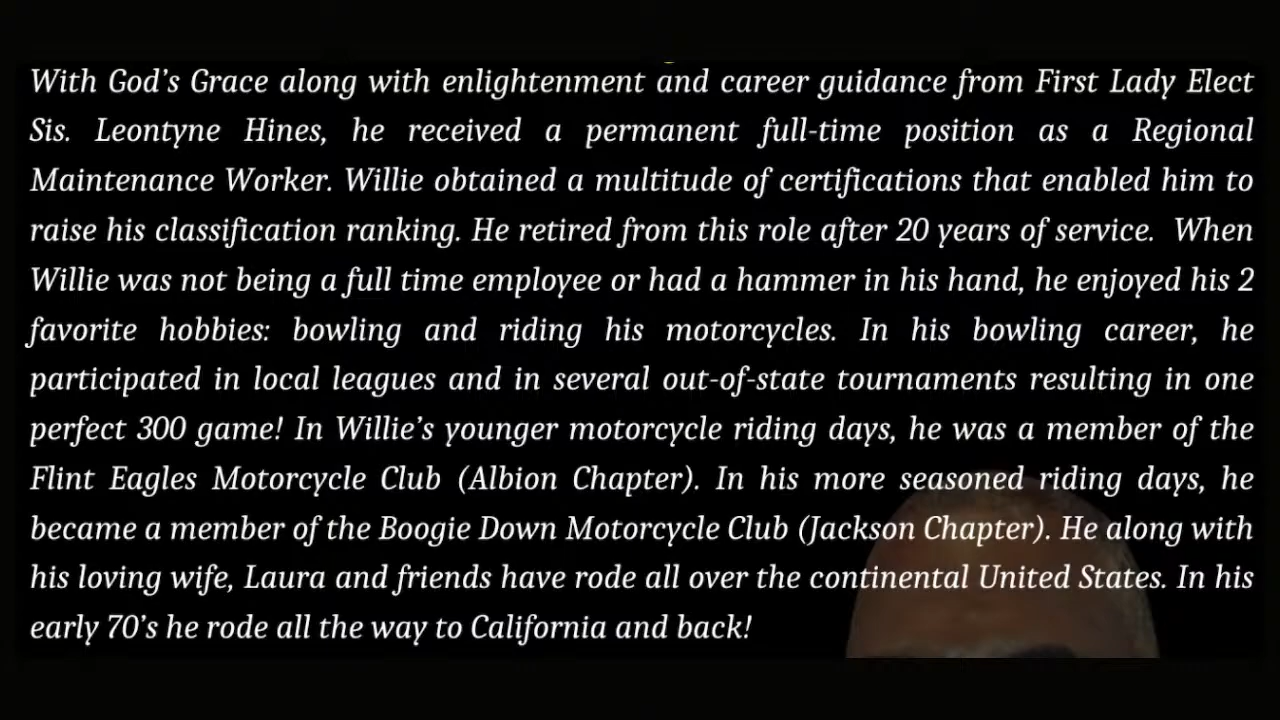 With God’s Grace along with enlightenment and career guidance from First Lady Elect
Sis. Leontyne Hines, he received a permanent full-time position as a Regional
Maintenance Worker. Willie obtained a multitude of certifications that enabled him to
raise his classification ranking. He retired from this role after 20 years of service.  When
Willie was not being a full time employee or had a hammer in his hand, he enjoyed his 2
favorite hobbies: bowling and riding his motorcycles. In his bowling career, he
participated in local leagues and in several out-of-state tournaments resulting in one
perfect 300 game! In Willie’s younger motorcycle riding days, he was a member of the
Flint Eagles Motorcycle Club (Albion Chapter). In his more seasoned riding days, he
became a member of the Boogie Down Motorcycle Club (Jackson Chapter). He along with
his loving wife, Laura and friends have rode all over the continental United States. In his
early 70’s he rode all the way to California and back!